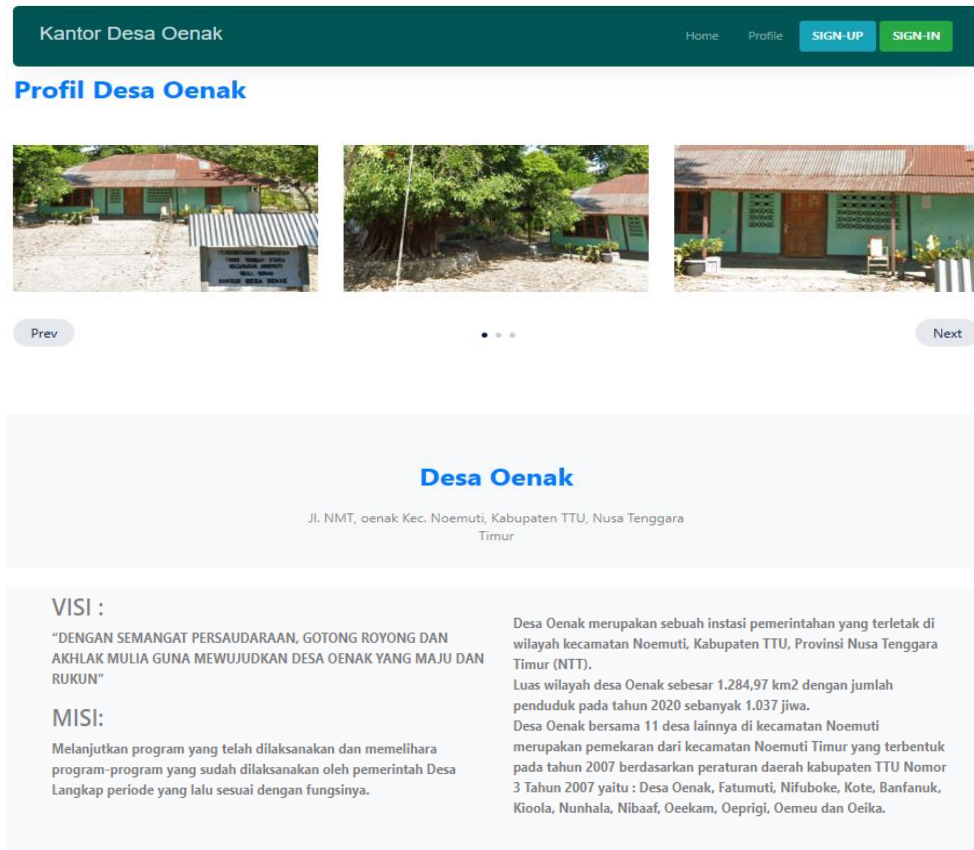 Kantor Desa Oenak
Home Profile SIGN-UP SIGN-IN
Profil Desa Oenak
KANTOR DESA OENAK
Prev
Next
Desa Oenak
Jl. NMT, oenak Kec. Noemuti, Kabupaten TTU, Nusa Tenggara
Timur
VISI :
“DENGAN SEMANGAT PERSAUDARAAN, GOTONG ROYONG DAN
AKHLAK MULIA GUNA MEWUJUDKAN DESA OENAK YANG MAJU DAN
RUKUN”
MISI:
Melanjutkan program yang telah dilaksanakan dan memelihara
program-program yang sudah dilaksanakan oleh pemerintah Desa
Langkap periode yang lalu sesuai dengan fungsinya.
Desa Oenak merupakan sebuah instasi pemerintahan yang terletak di
wilayah kecamatan Noemuti, Kabupaten TTU, Provinsi Nusa Tenggara
Timur (NTT).
Luas wilayah desa Oenak sebesar 1.284,97 km2 dengan jumlah
penduduk pada tahun 2020 sebanyak 1.037 jiwa.
Desa Oenak bersama 11 desa lainnya di kecamatan Noemuti
merupakan pemekaran dari kecamatan Noemuti Timur yang terbentuk
pada tahun 2007 berdasarkan peraturan daerah kabupaten TTU Nomor
3 Tahun 2007 yaitu : Desa Oenak, Fatumuti, Nifuboke, Kote, Banfanuk,
Kioola, Nunhala, Nibaaf, Oeekam, Oeprigi, Oemeu dan Oeika.